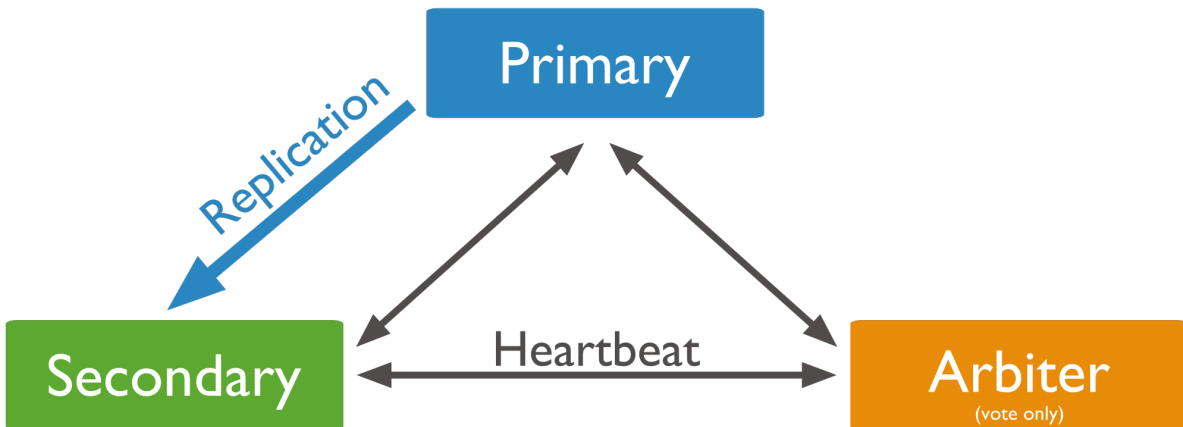 Primary
Replication
Heartbeat
Secondary
Arbiter
(vote only)